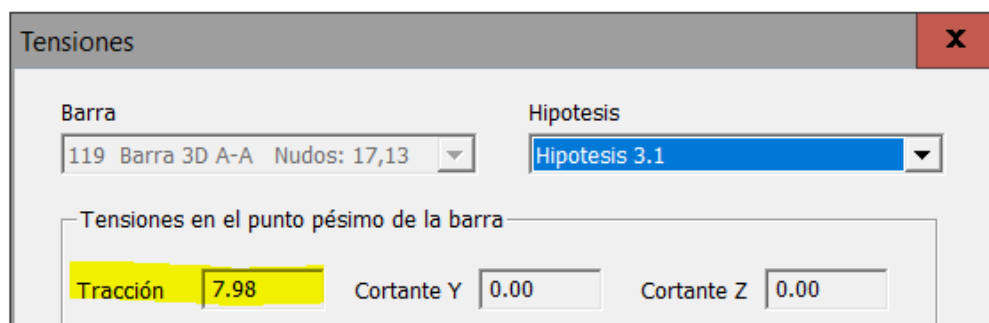 Tensiones x
Barra Hipotesis
119 Barra 3D A-A Nudos: 17,13 Hipotesis 3.1
Tensiones en el punto pésimo de la barra
Tracción 7.98 Cortante Y 0.00 Cortante Z 0.00